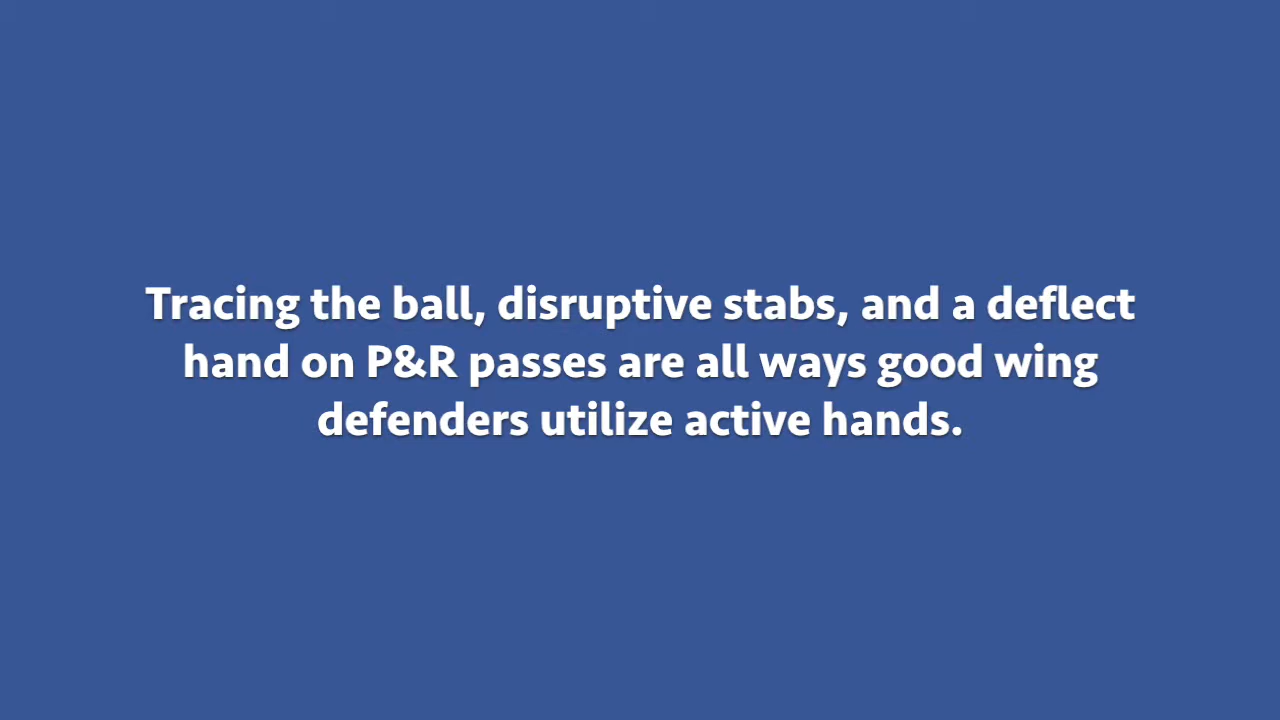 Tracing the ball, disruptive stabs, and a deflect
hand on P&R passes are all ways good wing
defenders utilize active hands.